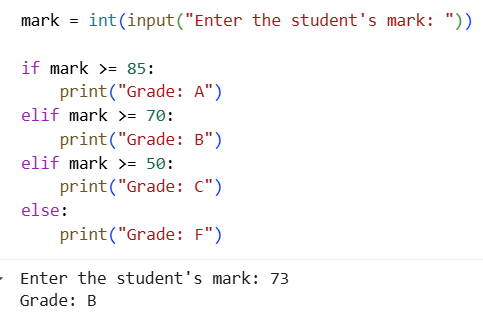 mark = int(input("Enter the student's mark: "))

if mark >= 85:
    print("Grade: A")
elif mark >= 70:
    print("Grade: B")
elif mark >= 50:
    print("Grade: C")
else:
    print("Grade: F")
Enter the student's mark: 73
Grade: B